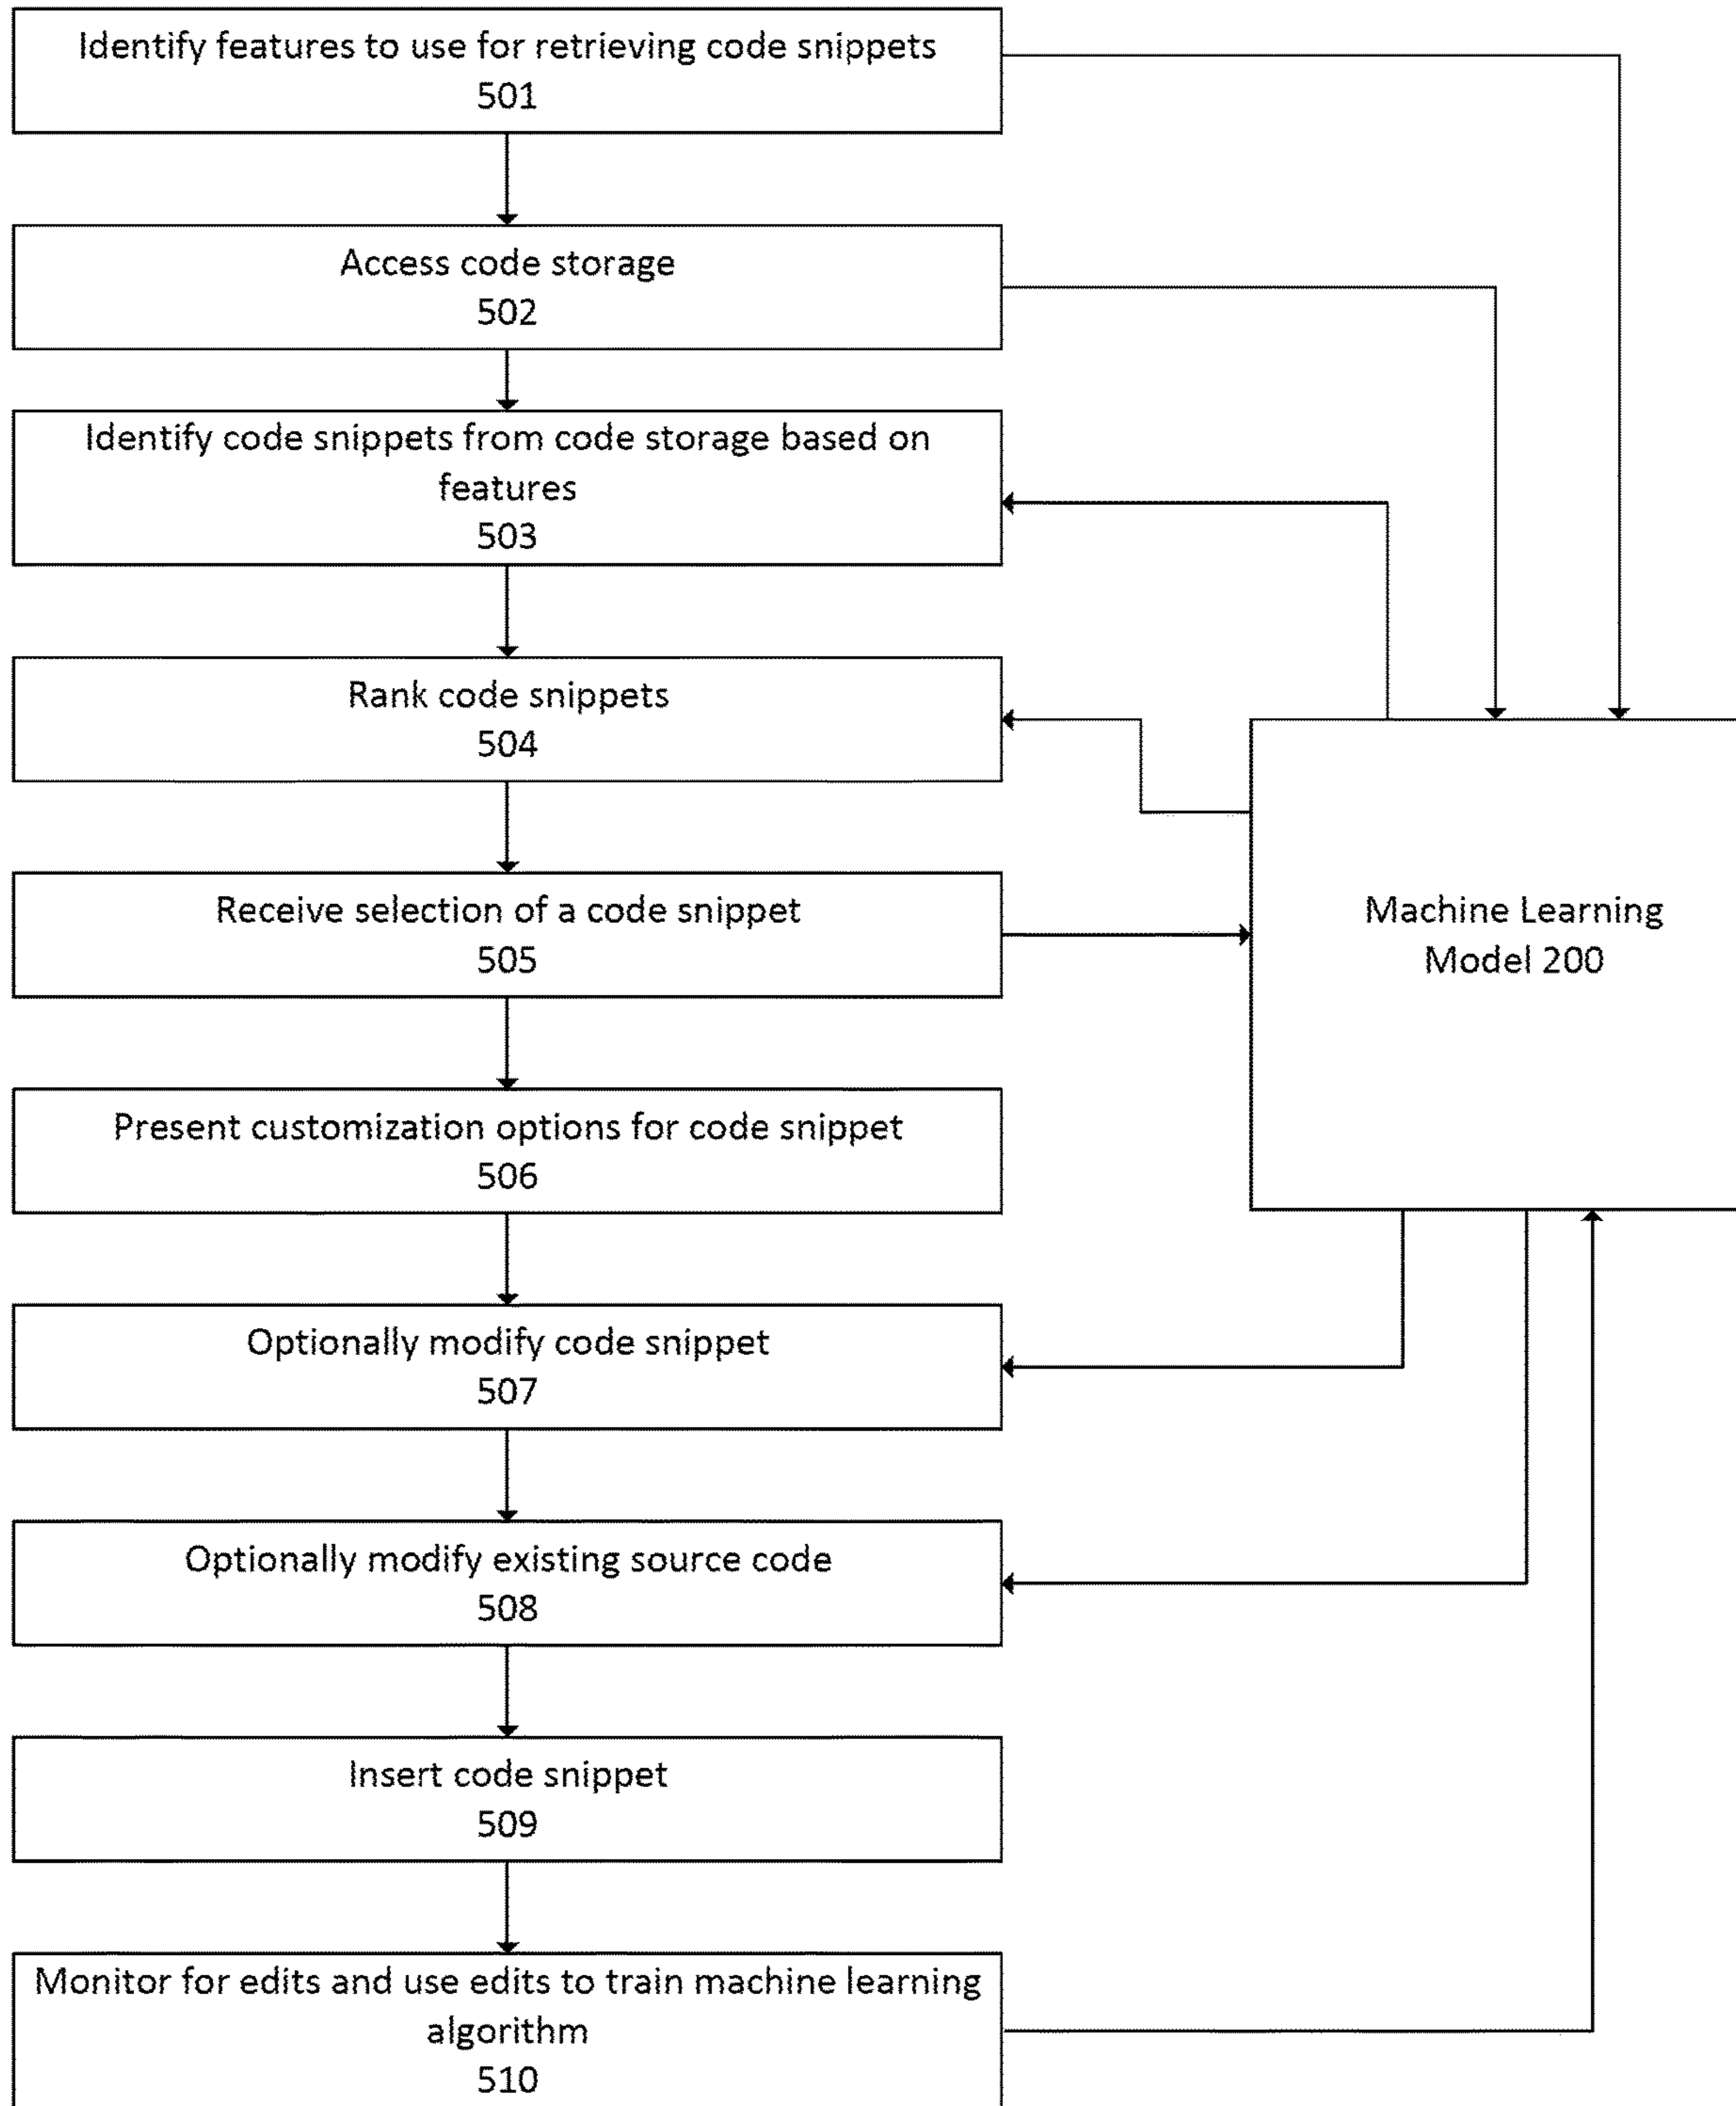 Identify features to use for retrieving code snippets
501
Access code storage
502
Identify code snippets from code storage based on
features
503
Rank code snippets
504
Receive selection of a code snippet
505
Machine Learning
Model 200
Present customization options for code snippet
506
Optionally modify code snippet
507
Optionally modify existing source code
508
Insert code snippet
509
Monitor for edits and use edits to train machine learning
algorithm
510